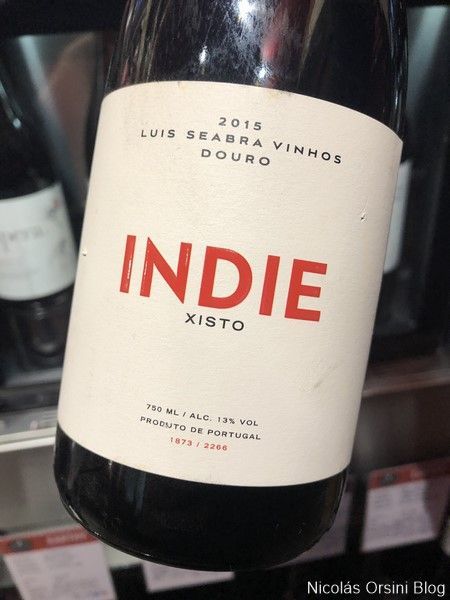 2015
LUIS SEABRA VINHOS
DOURO
INDIE
XISTO
750 ML / ALC. 13% VOL
PRODUTO DE PORTUGAL
1873 / 2266
Nicolás Orsini Blog